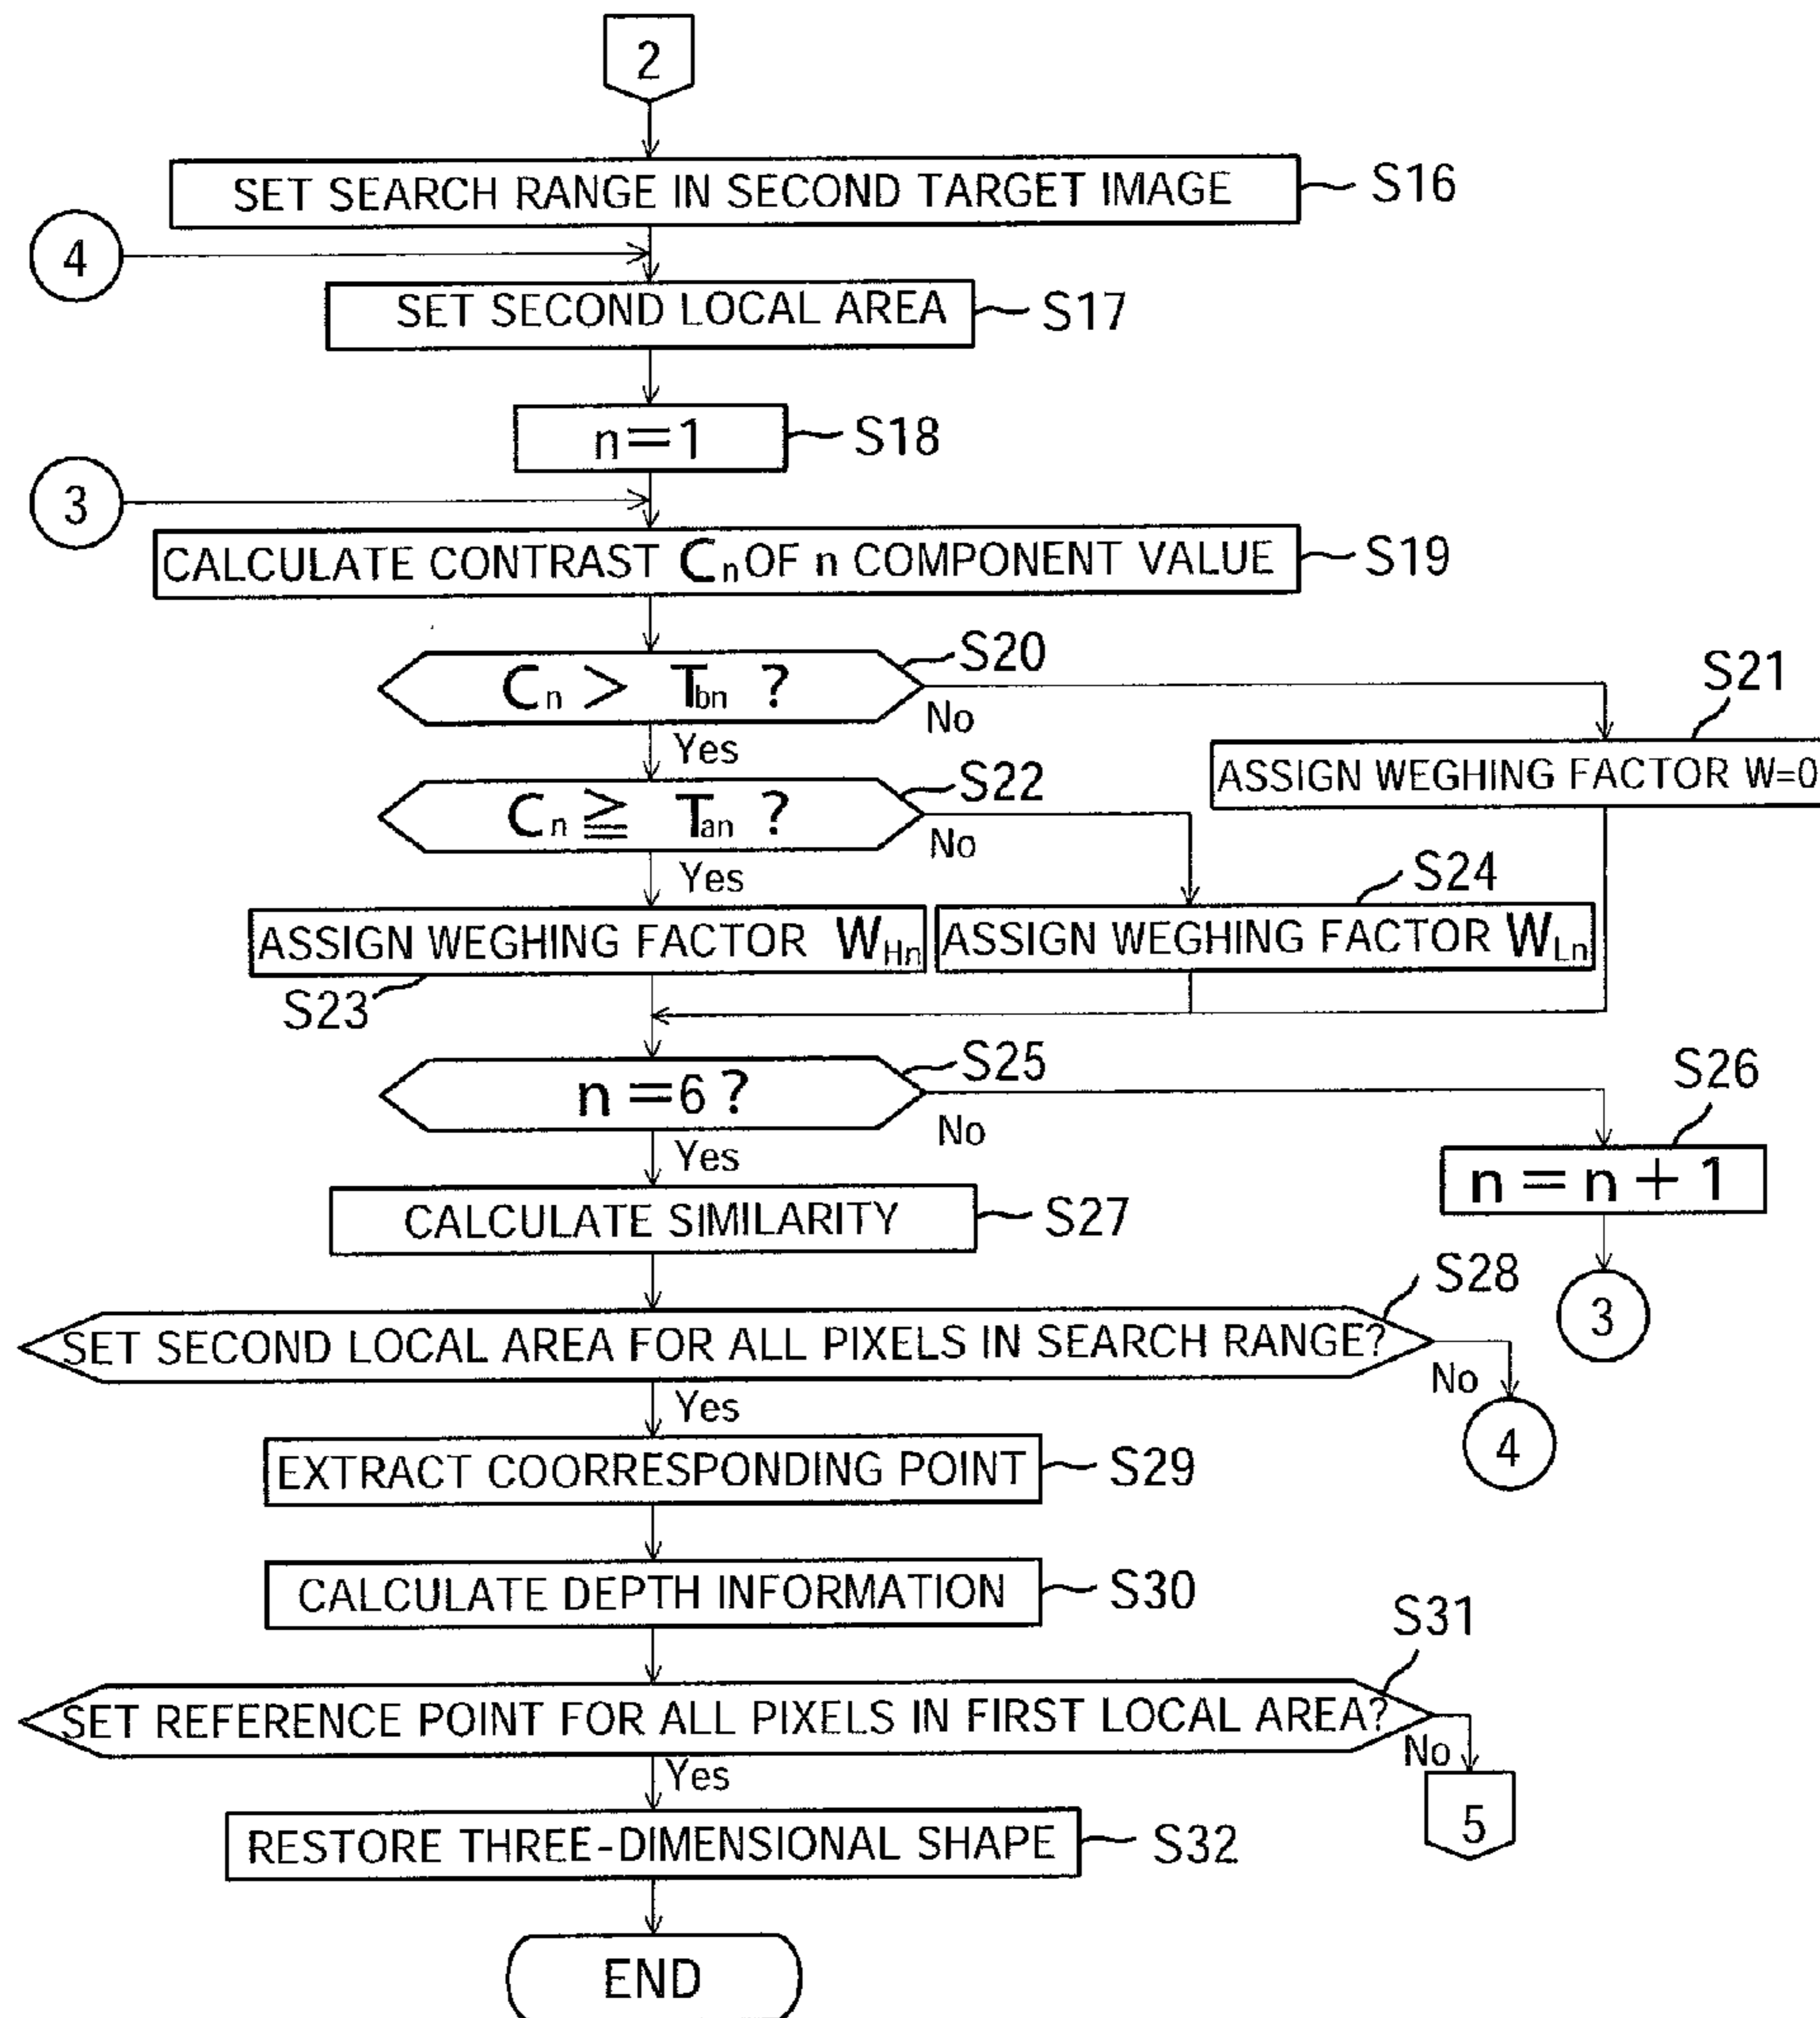 2
SET SEARCH RANGE IN SECOND TARGET IMAGE
S16
4
SET SECOND LOCAL AREA
S17
n=1
S18
3
CALCULATE CONTRAST Cn OF n COMPONENT VALUE
S19
Cn > Tbn ?
S20
No
Yes
S21
ASSIGN WEGHING FACTOR W=0
Cn ≧ Tan ?
S22
No
Yes
S24
ASSIGN WEGHING FACTOR WHn
ASSIGN WEGHING FACTOR WLn
S23
n=6?
S25
No
Yes
S26
n=n+1
CALCULATE SIMILARITY
S27
3
S28
SET SECOND LOCAL AREA FOR ALL PIXELS IN SEARCH RANGE?
No
Yes
4
EXTRACT COORRESPONDING POINT
S29
CALCULATE DEPTH INFORMATION
S30
S31
SET REFERENCE POINT FOR ALL PIXELS IN FIRST LOCAL AREA?
No
Yes
5
RESTORE THREE-DIMENSIONAL SHAPE
S32
END